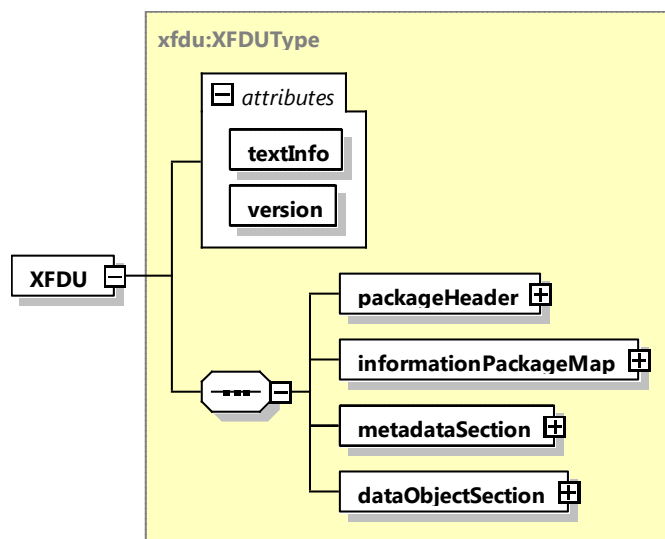 xfdu:XFDUType
attributes
textInfo
version
XFDU
packageHeader
informationPackageMap
metadataSection
dataObjectSection